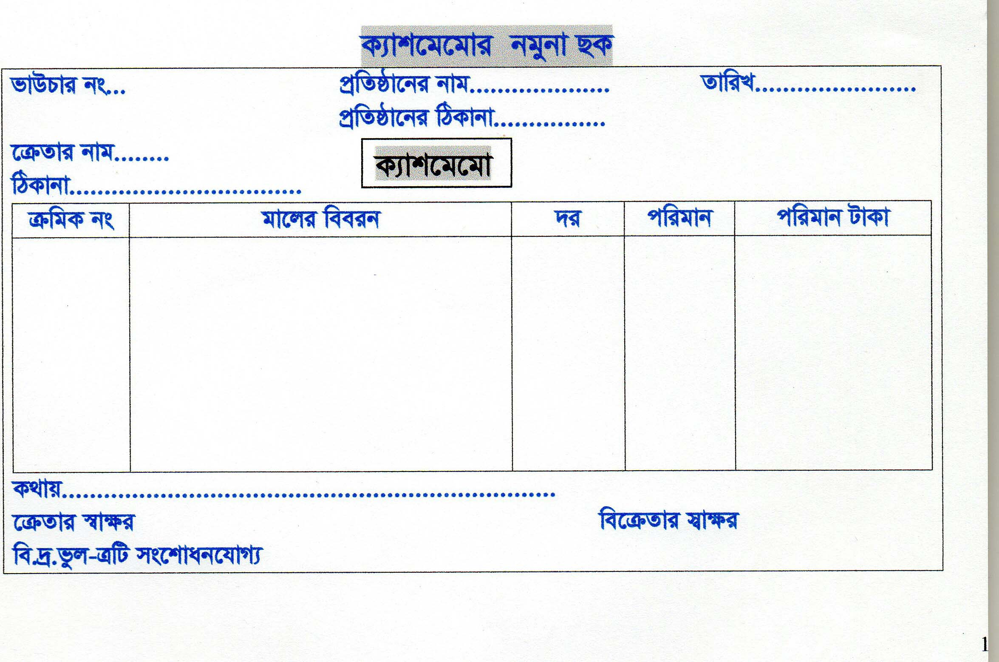 ক্যাশমেমোর নমুনা ছক
ভাউচার নং... প্রতিষ্ঠানের নাম.................... তারিখ.......................
প্রতিষ্ঠানের ঠিকানা................
ক্রেতার নাম........
ক্যাশমেমো
ঠিকানা.................................
ক্রমিক নং মালের বিবরন দর পরিমান পরিমান টাকা
কথায়.......................................................................
ক্রেতার স্বাক্ষর বিক্রেতার স্বাক্ষর
বি.দ্র.ভুল-ত্রটি সংশোধনযোগ্য
1